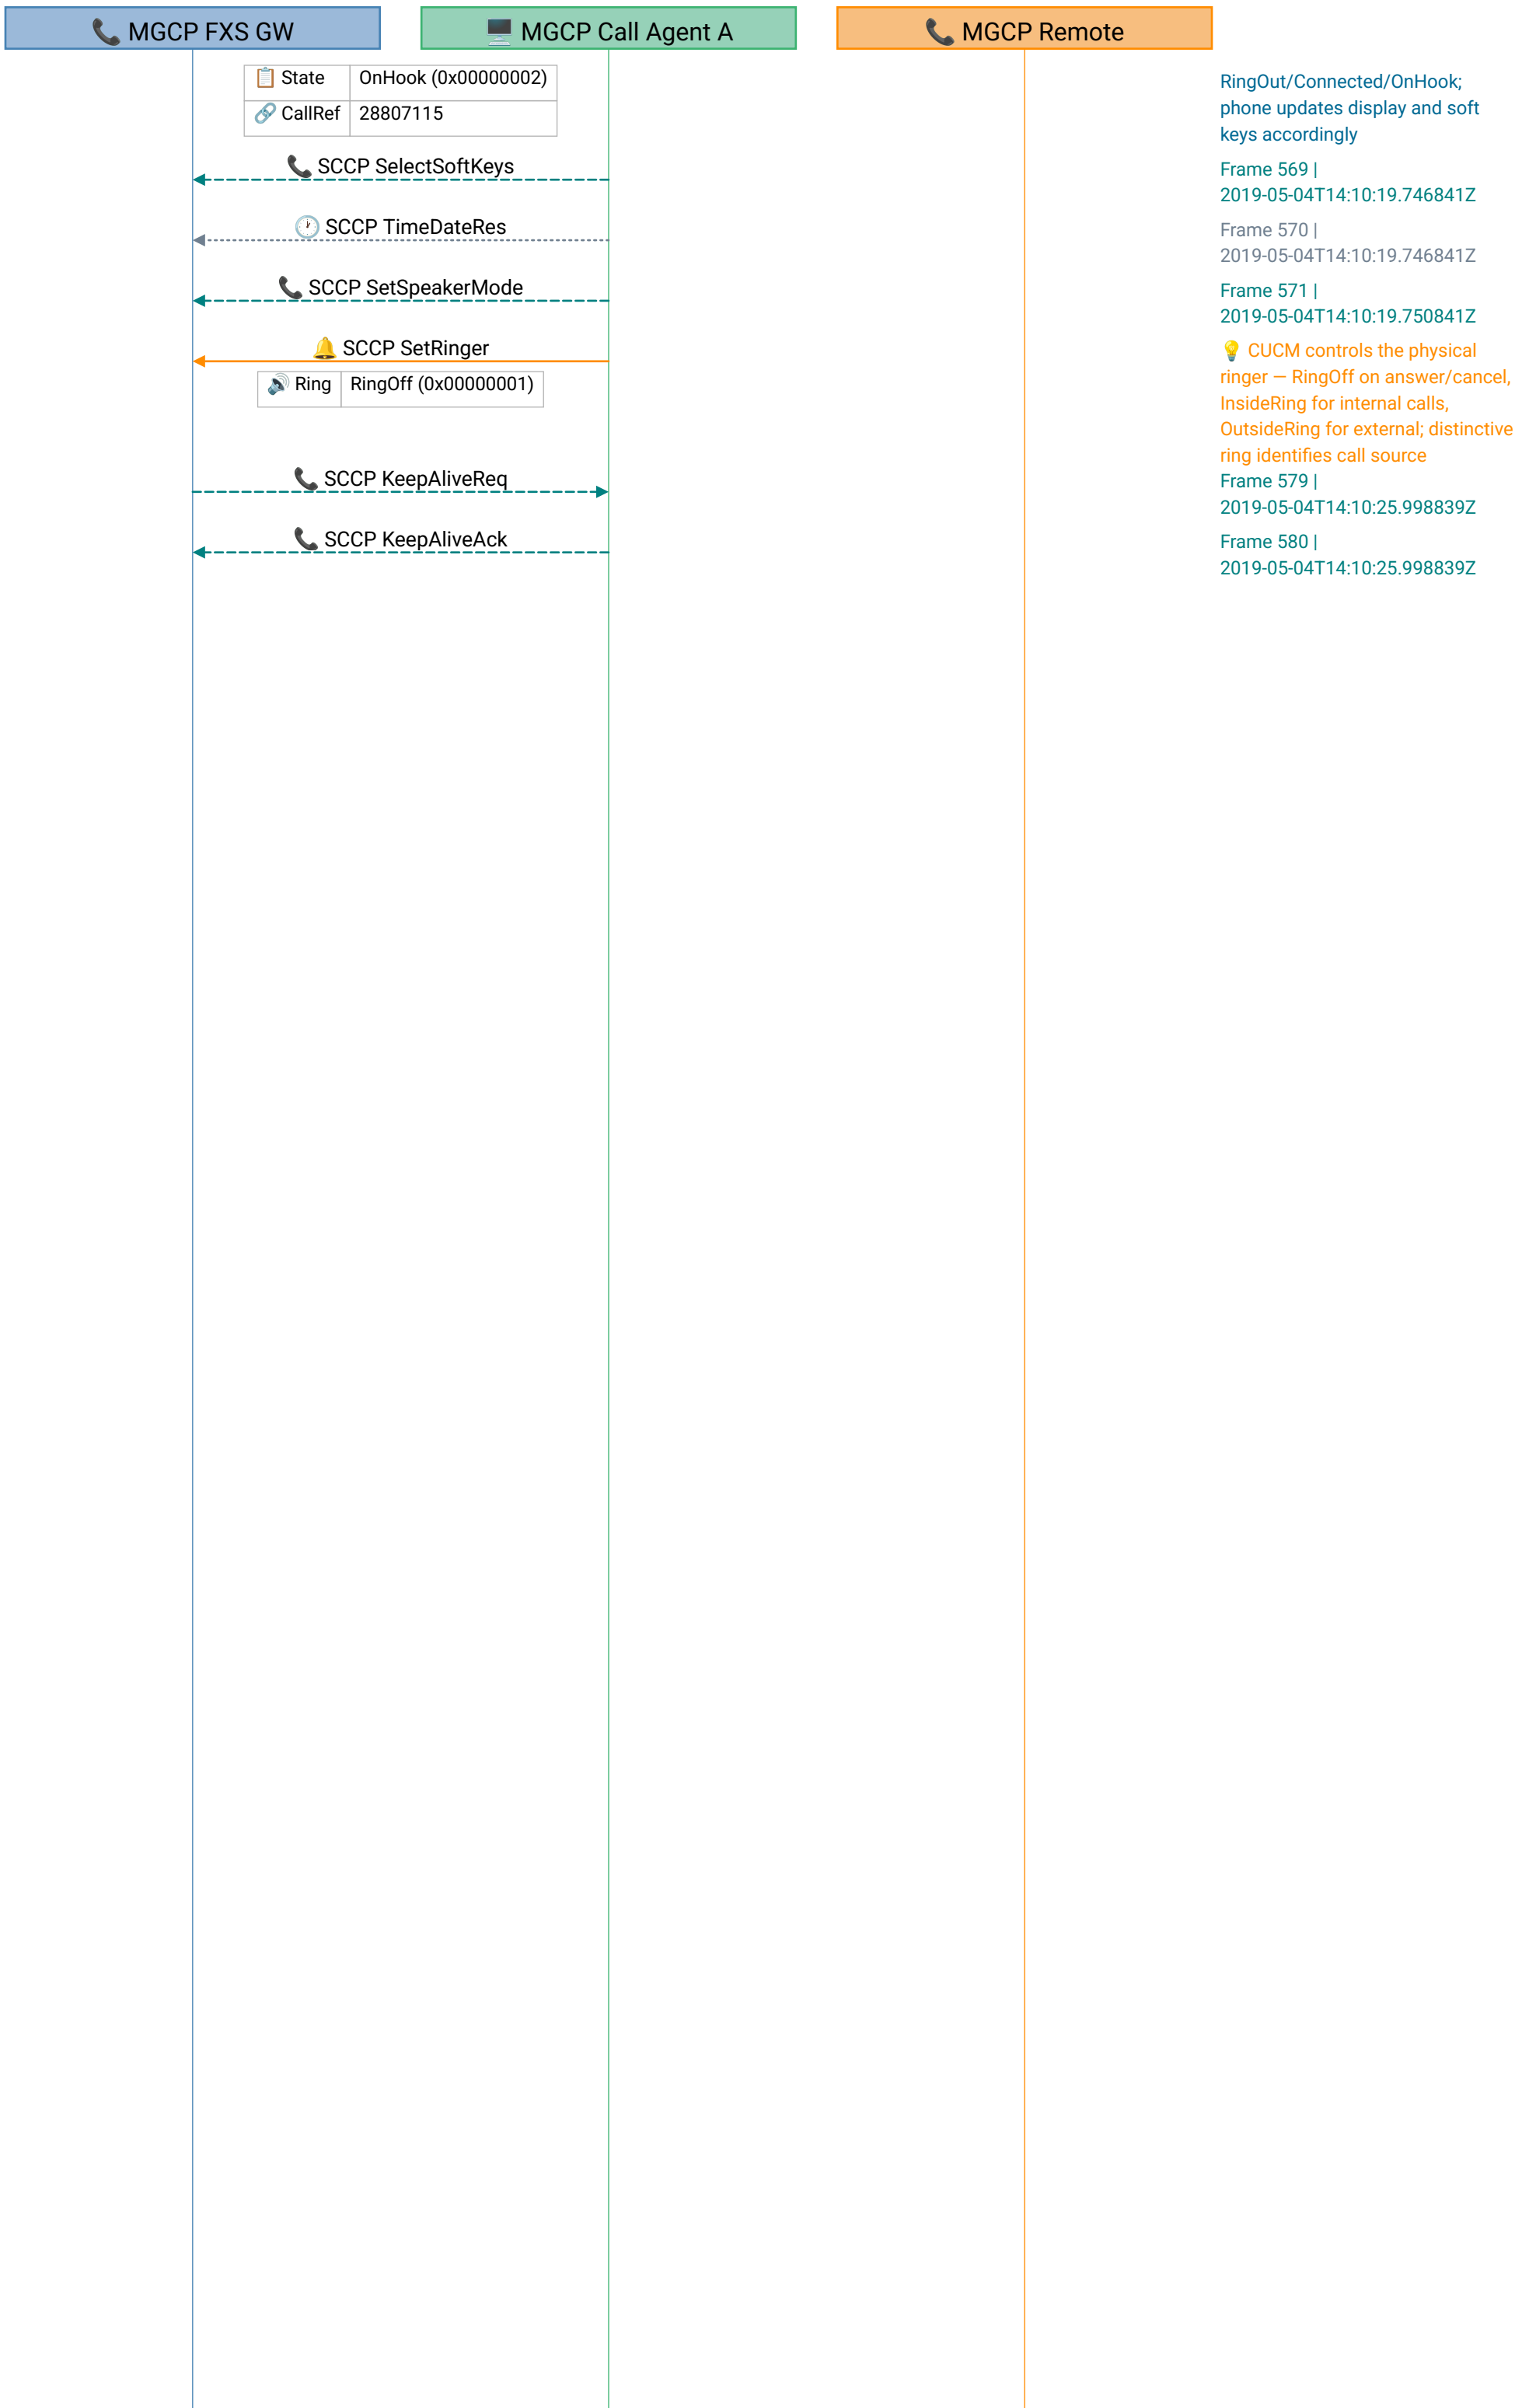 📞 MGCP FXS GW
🖥️ MGCP Call Agent A
📞 MGCP Remote
📋 State OnHook (0x00000002)
🔗 CallRef 28807115
RingOut/Connected/OnHook;
phone updates display and soft
keys accordingly
📞 SCCP SelectSoftKeys
Frame 569 |
2019-05-04T14:10:19.746841Z
🕐 SCCP TimeDateRes
Frame 570 |
2019-05-04T14:10:19.746841Z
📞 SCCP SetSpeakerMode
Frame 571 |
2019-05-04T14:10:19.750841Z
🔔 SCCP SetRinger
🔊 Ring RingOff (0x00000001)
💡 CUCM controls the physical
ringer — RingOff on answer/cancel,
InsideRing for internal calls,
OutsideRing for external; distinctive
ring identifies call source
📞 SCCP KeepAliveReq
Frame 579 |
2019-05-04T14:10:25.998839Z
📞 SCCP KeepAliveAck
Frame 580 |
2019-05-04T14:10:25.998839Z